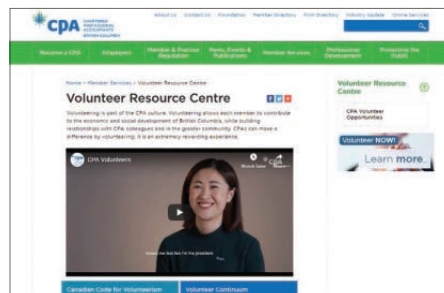 About Us Contact Us Foundation Member Directory Firm Directory Industry Update Online Services
CPA
CHARTERED
PROFESSIONAL
ACCOUNTANTS
BRITISH COLUMBIA
Become a CPA
Employers
Member & Practice
Regulation
News, Events &
Publications
Member Services
Professional
Development
Protecting the
Public
Home > Member Services > Volunteer Resource Centre
Volunteer Resource Centre
Volunteering is part of the CPA culture. Volunteering allows each member to contribute
to the economic and social development of British Columbia, while building
relationships with CPA colleagues and in the greater community. CPAs can make a
difference by volunteering; it is an extremely rewarding experience.
CPA Volunteers
Watch later
Share
Canadian Code for Volunteerism
Volunteer Continuum
Volunteer Resource
Centre
CPA Volunteer
Opportunities
Volunteer NOW!
Learn more